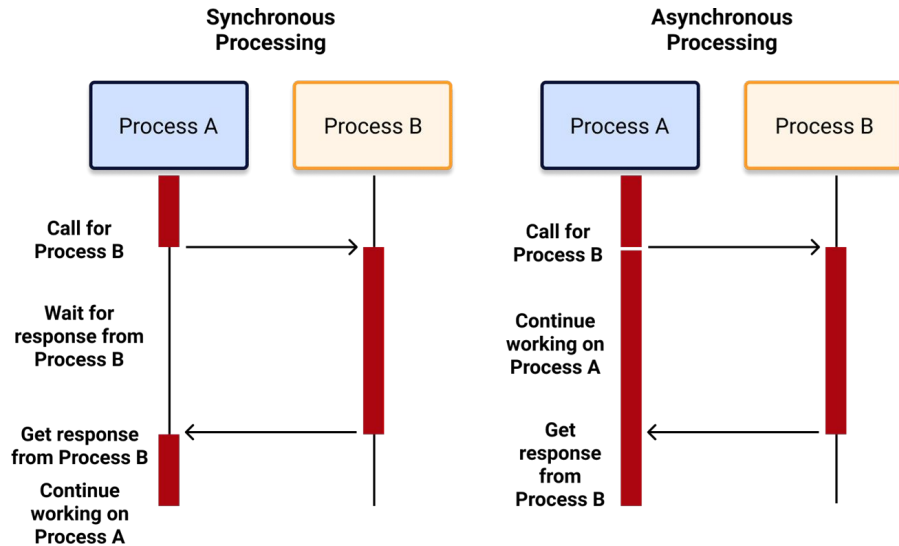 Synchronous
Processing
Process A
Process B
Call for
Process B
Wait for
response from
Process B
Get response
from Process B
Continue
working on
Process A
Asynchronous
Processing
Process A
Process B
Call for
Process B
Continue
working on
Process A
Get
response
from
Process B